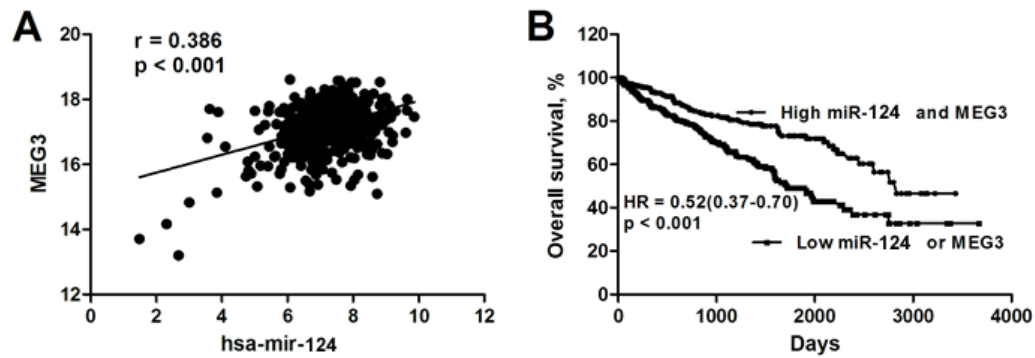 A
r = 0.386
p < 0.001
MEG3
20
18
16
14
12
0 2 4 6 8 10 12
hsa-mir-124
B
Overall survival, %
120
100
80
60
40
20
0
High miR-124 and MEG3
HR = 0.52(0.37-0.70)
p < 0.001
Low miR-124 or MEG3
0 1000 2000 3000 4000
Days